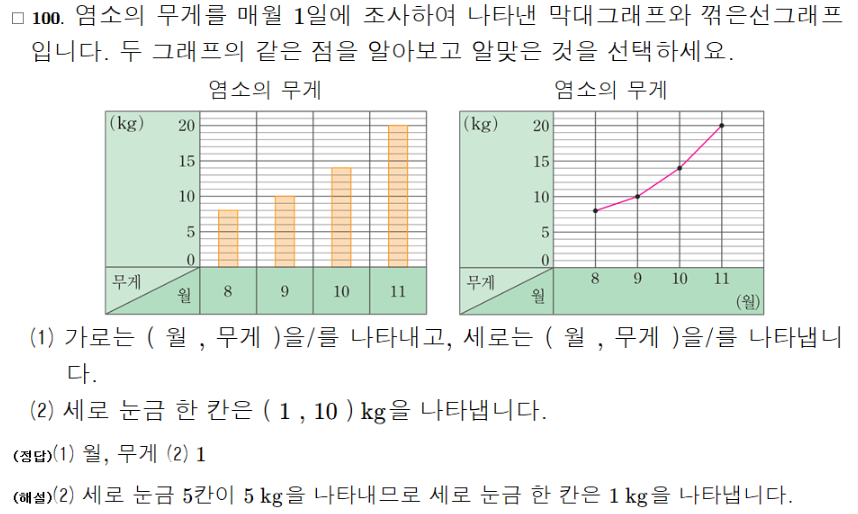 □ 100. 염소의 무게를 매월 1일에 조사하여 나타낸 막대그래프와 꺾은선그래프
입니다. 두 그래프의 같은 점을 알아보고 알맞은 것을 선택하세요.
염소의 무게
(kg)
20
15
10
5
0
무게
월
8 9 10 11
염소의 무게
(kg)
20
15
10
5
0
무게
월
8 9 10 11
(월)
(1) 가로는 ( 월 , 무게 )을/를 나타내고, 세로는 ( 월 , 무게 )을/를 나타냅니
다.
(2) 세로 눈금 한 칸은 ( 1 , 10 ) kg을 나타냅니다.
(정답)(1) 월, 무게 (2) 1
(해설)(2) 세로 눈금 5칸이 5 kg을 나타내므로 세로 눈금 한 칸은 1 kg을 나타냅니다.